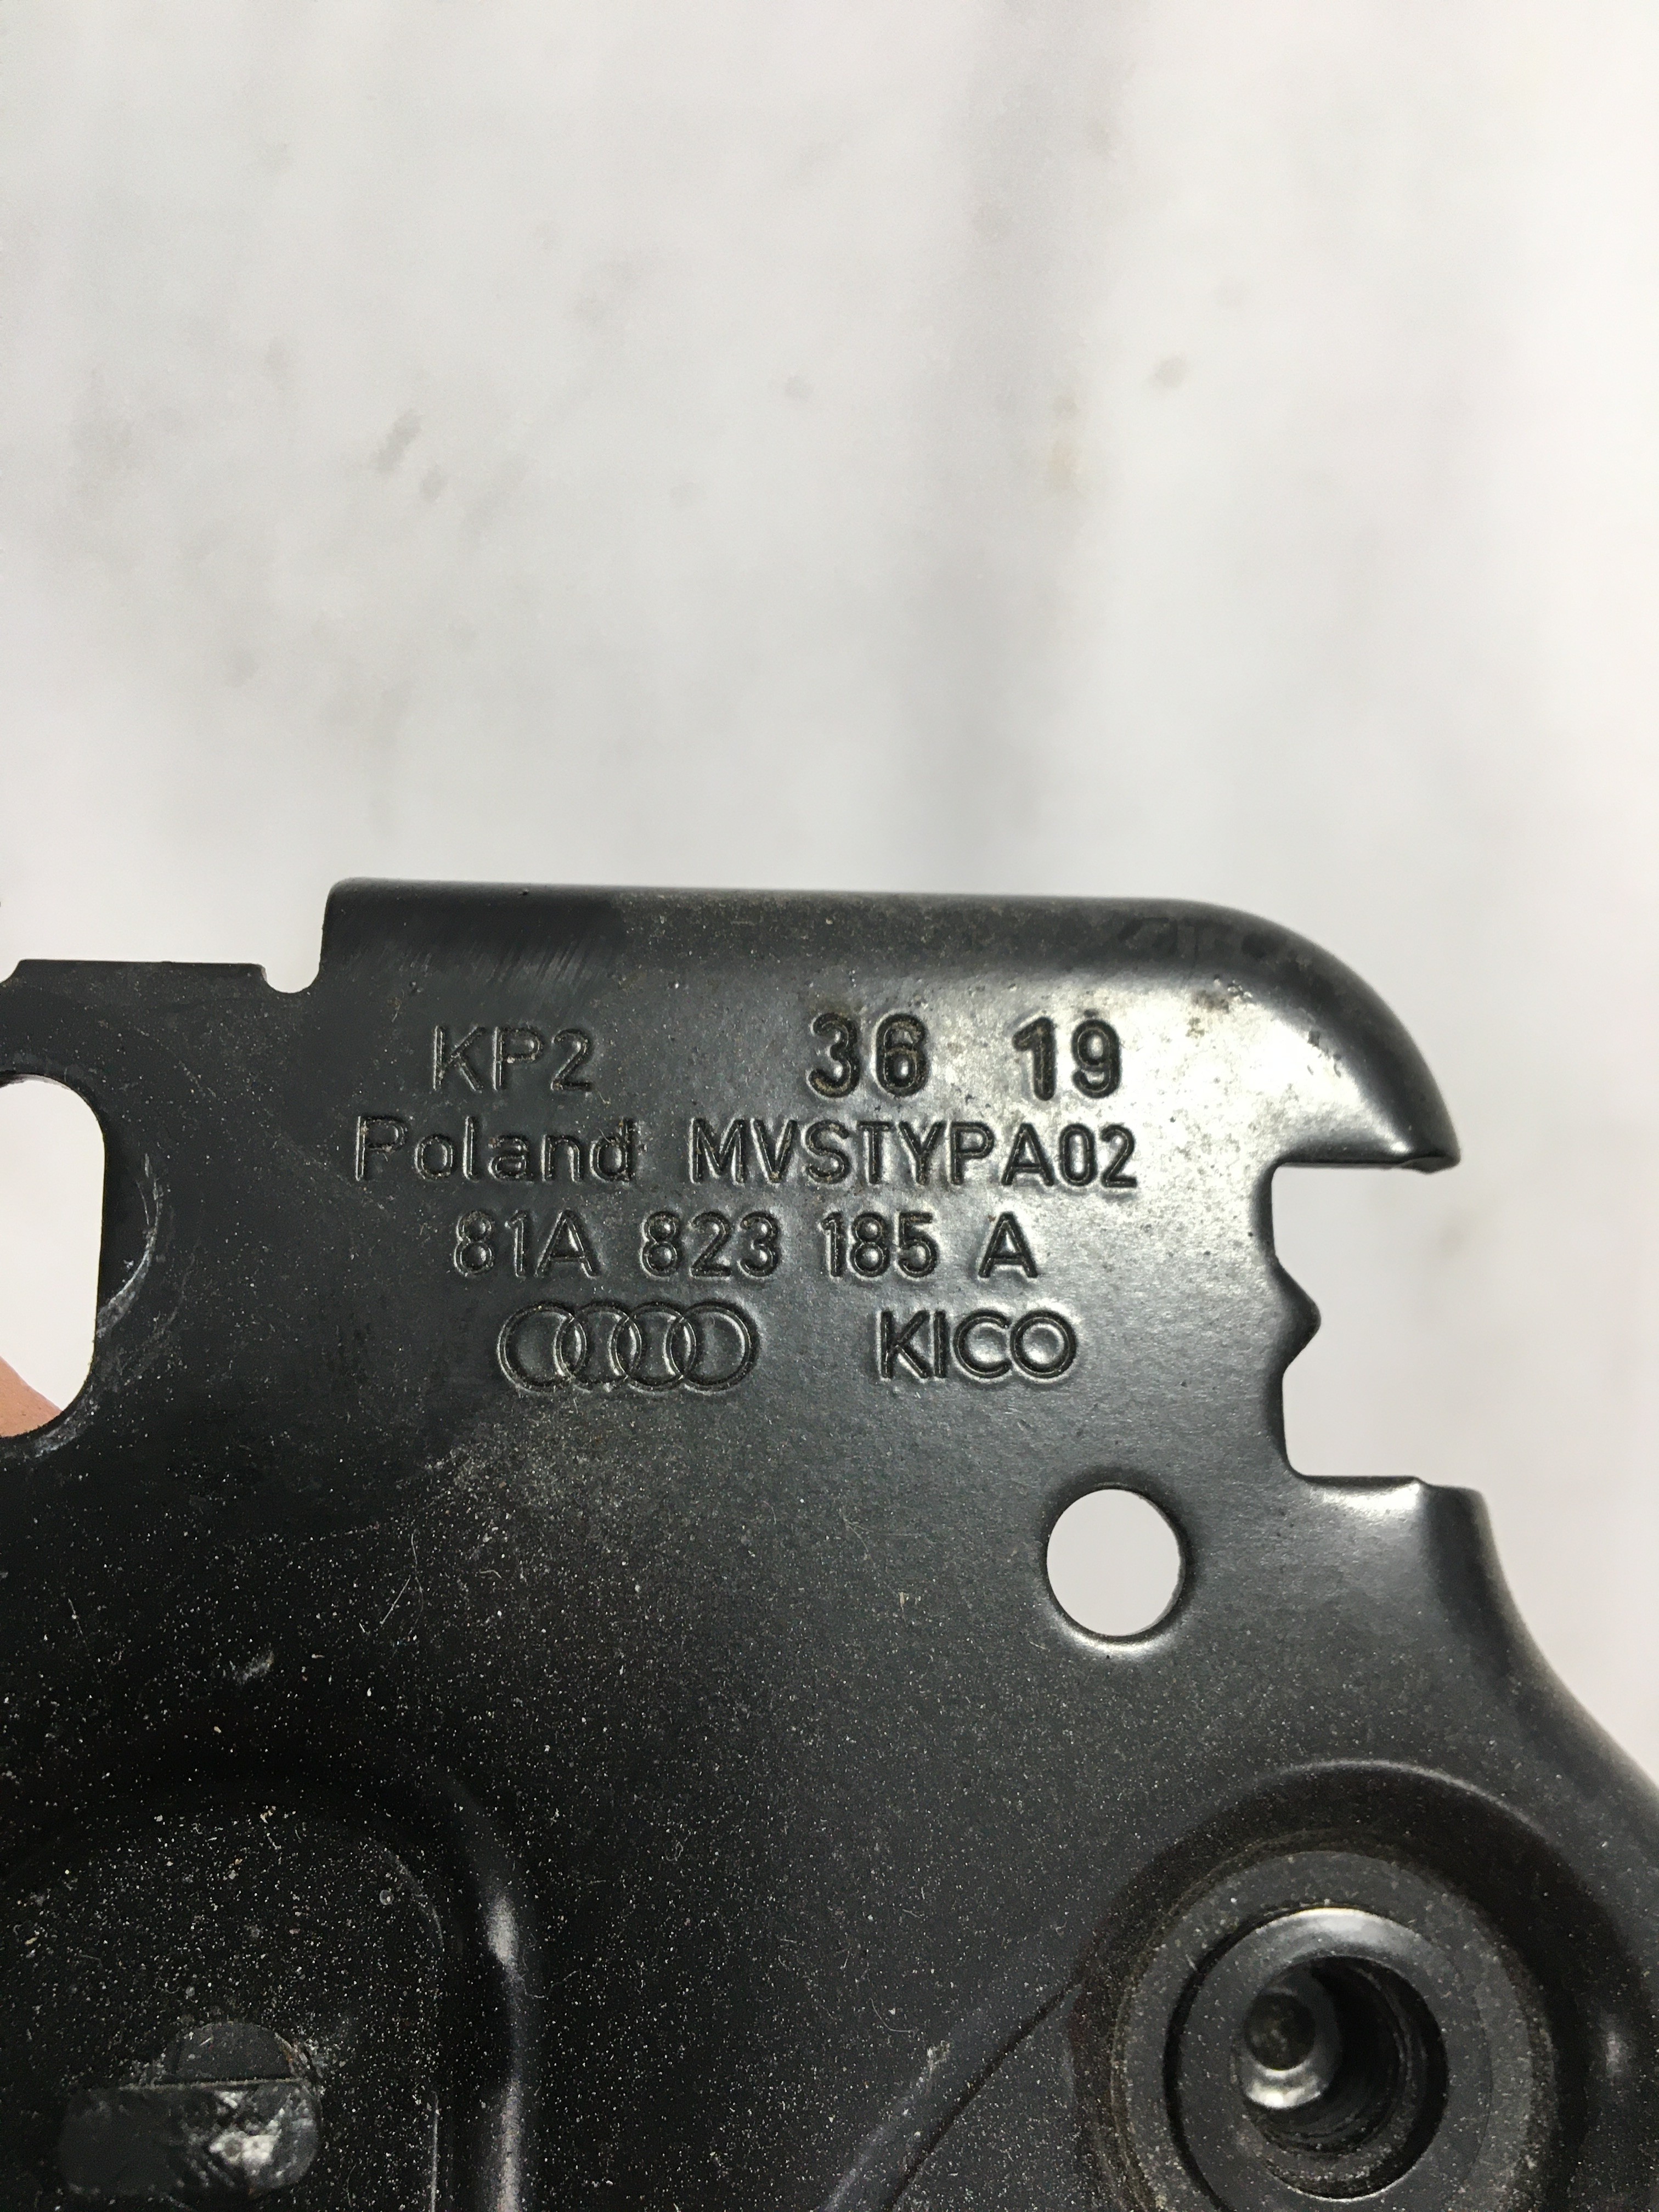 KP2 36 19
Poland MVSTYPA02
81A 823 185 A
KICO